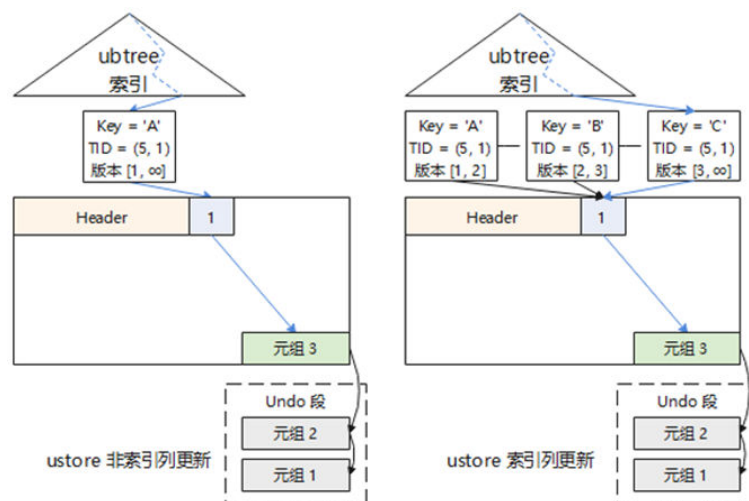 ubtree
索引
Key = 'A'
TID = (5, 1)
版本 [1, ∞]
Header
1
元组 3
Undo 段
元组 2
元组 1
ustore 非索引列更新
ubtree
索引
Key = 'A'
TID = (5, 1)
版本 [1, 2]
Key = 'B'
TID = (5, 1)
版本 [2, 3]
Key = 'C'
TID = (5, 1)
版本 [3, ∞]
Header
1
元组 3
Undo 段
元组 2
元组 1
ustore 索引列更新